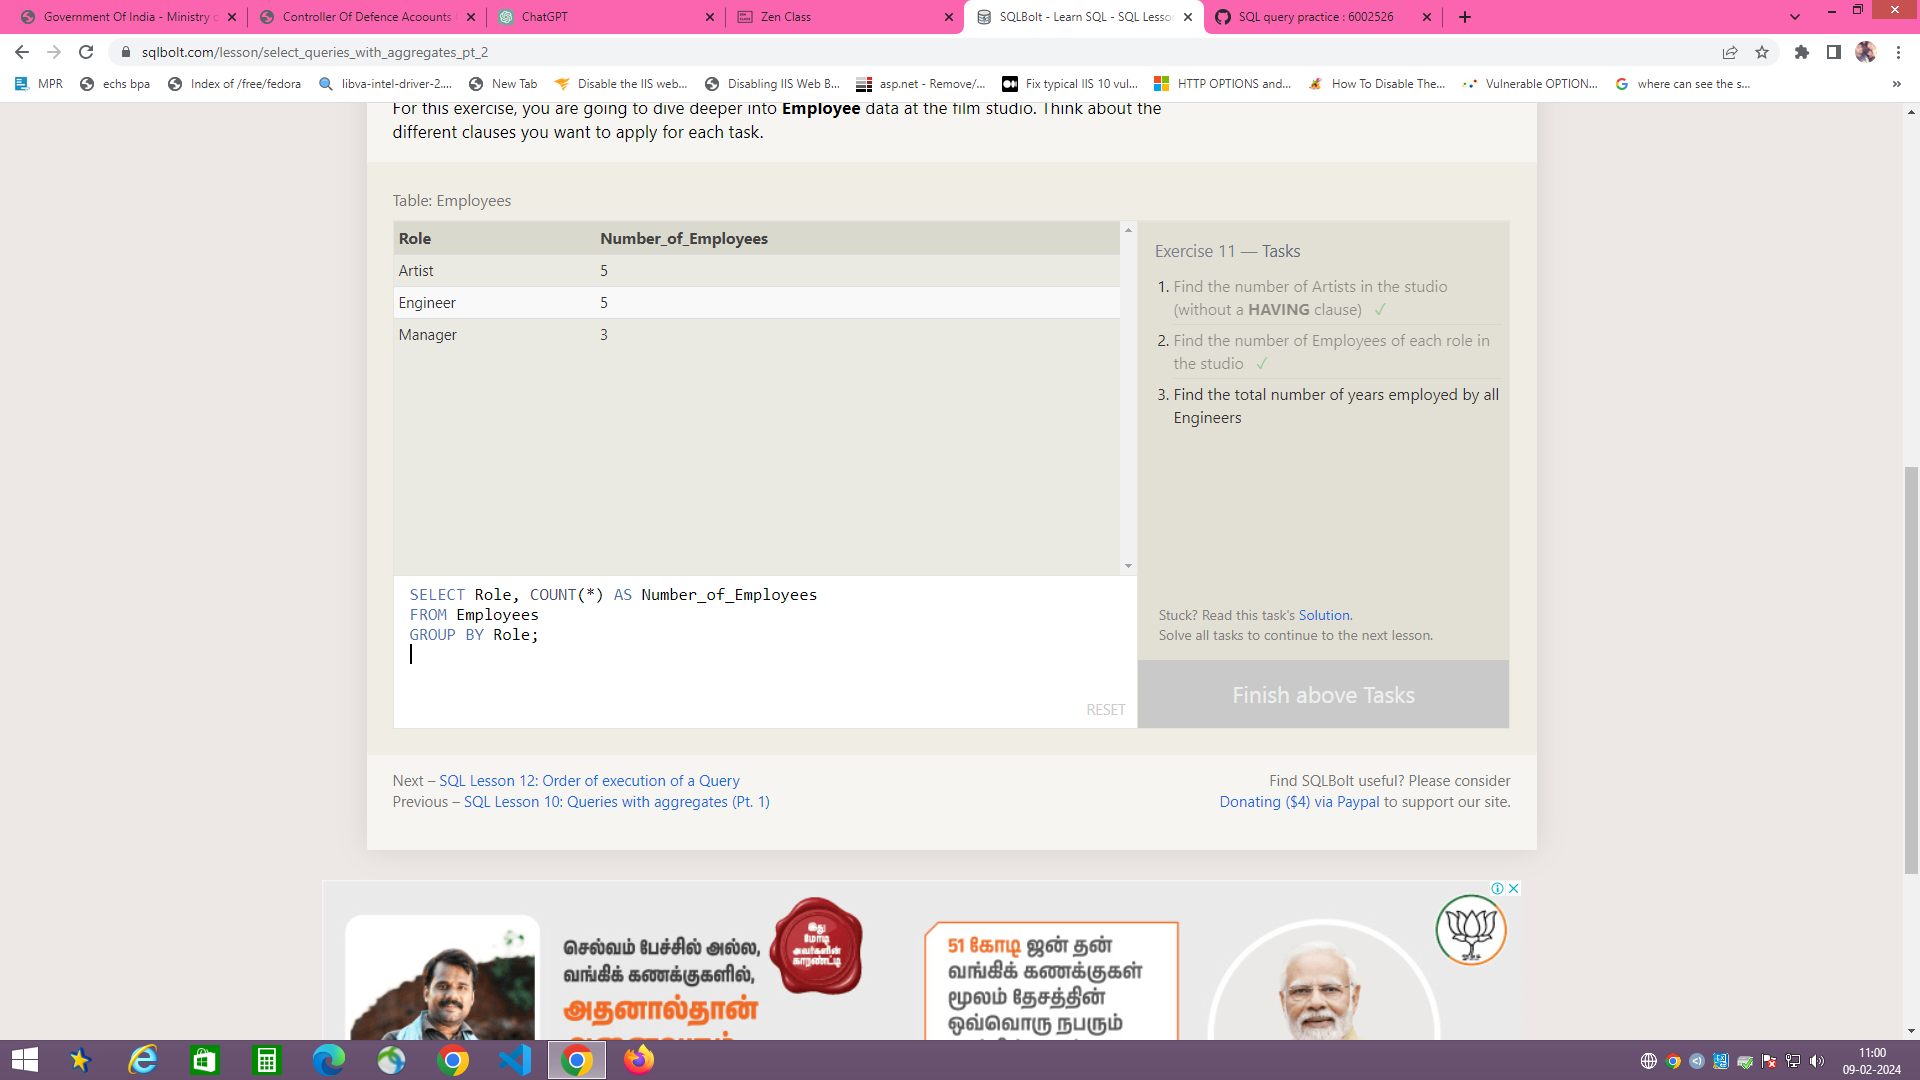 Government Of India - Ministry
Controller Of Defence Acoounts
ChatGPT
Zen Class
SQLBolt - Learn SQL - SQL Lesso
SQL query practice : 6002526
sqlbolt.com/lesson/select_queries_with_aggregates_pt_2
MPR
echs bpa
Index of /free/fedora
libva-intel-driver-2....
New Tab
Disable the IIS web...
Disabling IIS Web B...
asp.net - Remove/...
Fix typical IIS 10 vul...
HTTP OPTIONS and...
How To Disable The...
Vulnerable OPTION...
where can see the s...
»
For this exercise, you are going to dive deeper into Employee data at the film studio. Think about the
different clauses you want to apply for each task.
Table: Employees
Role Number_of_Employees
Artist 5
Engineer 5
Manager 3
SELECT Role, COUNT(*) AS Number_of_Employees
FROM Employees
GROUP BY Role;
RESET
Exercise 11 — Tasks
1. Find the number of Artists in the studio
(without a HAVING clause) ✓
2. Find the number of Employees of each role in
the studio ✓
3. Find the total number of years employed by all
Engineers
Stuck? Read this task's Solution.
Solve all tasks to continue to the next lesson.
Finish above Tasks
Next – SQL Lesson 12: Order of execution of a Query
Previous – SQL Lesson 10: Queries with aggregates (Pt. 1)
Find SQLBolt useful? Please consider
Donating ($4) via Paypal to support our site.
செல்வம் பேச்சில் அல்ல,
வங்கிக் கணக்குகளில்,
அதனால்தான்
இது
மோடி
அவர்களின்
காரண்ட்டி
51 கோடி ஜன் தன்
வங்கிக் கணக்குகள்
மூலம் தேசத்தின்
ஒவ்வொரு நபரும்
11:00
09-02-2024